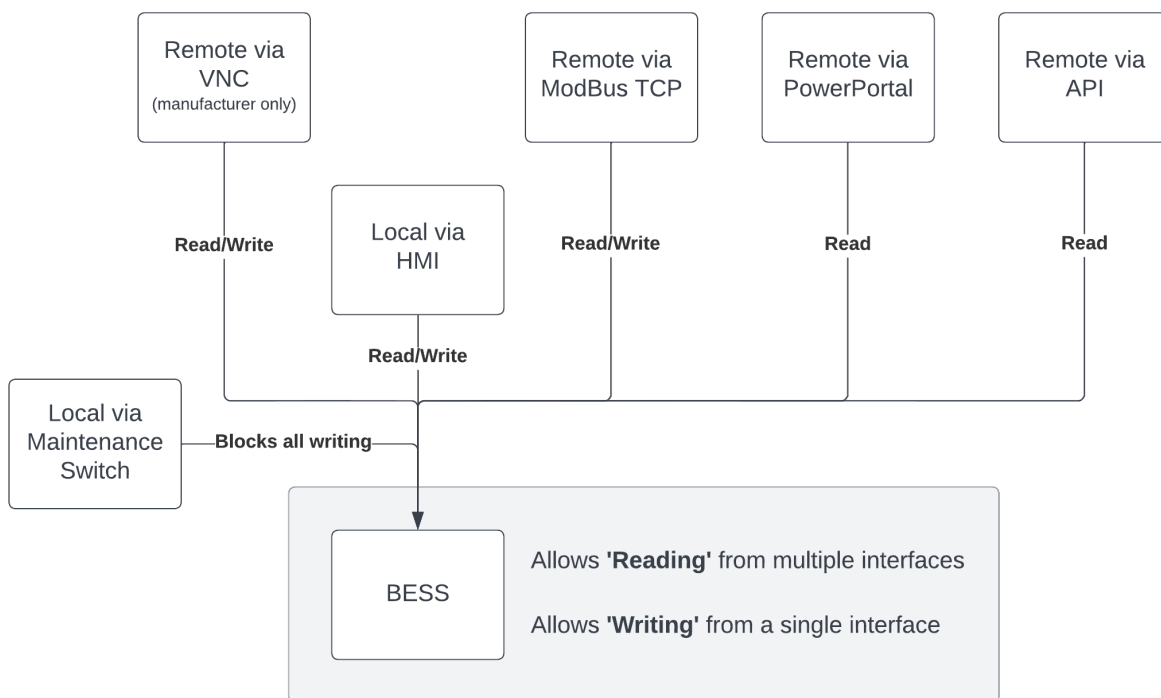 Remote via
VNC
(manufacturer only)
Remote via
ModBus TCP
Remote via
PowerPortal
Remote via
API
Read/Write
Local via
HMI
Read/Write
Read
Read
Read/Write
Local via
Maintenance
Switch
Blocks all writing
BESS
Allows 'Reading' from multiple interfaces
Allows 'Writing' from a single interface